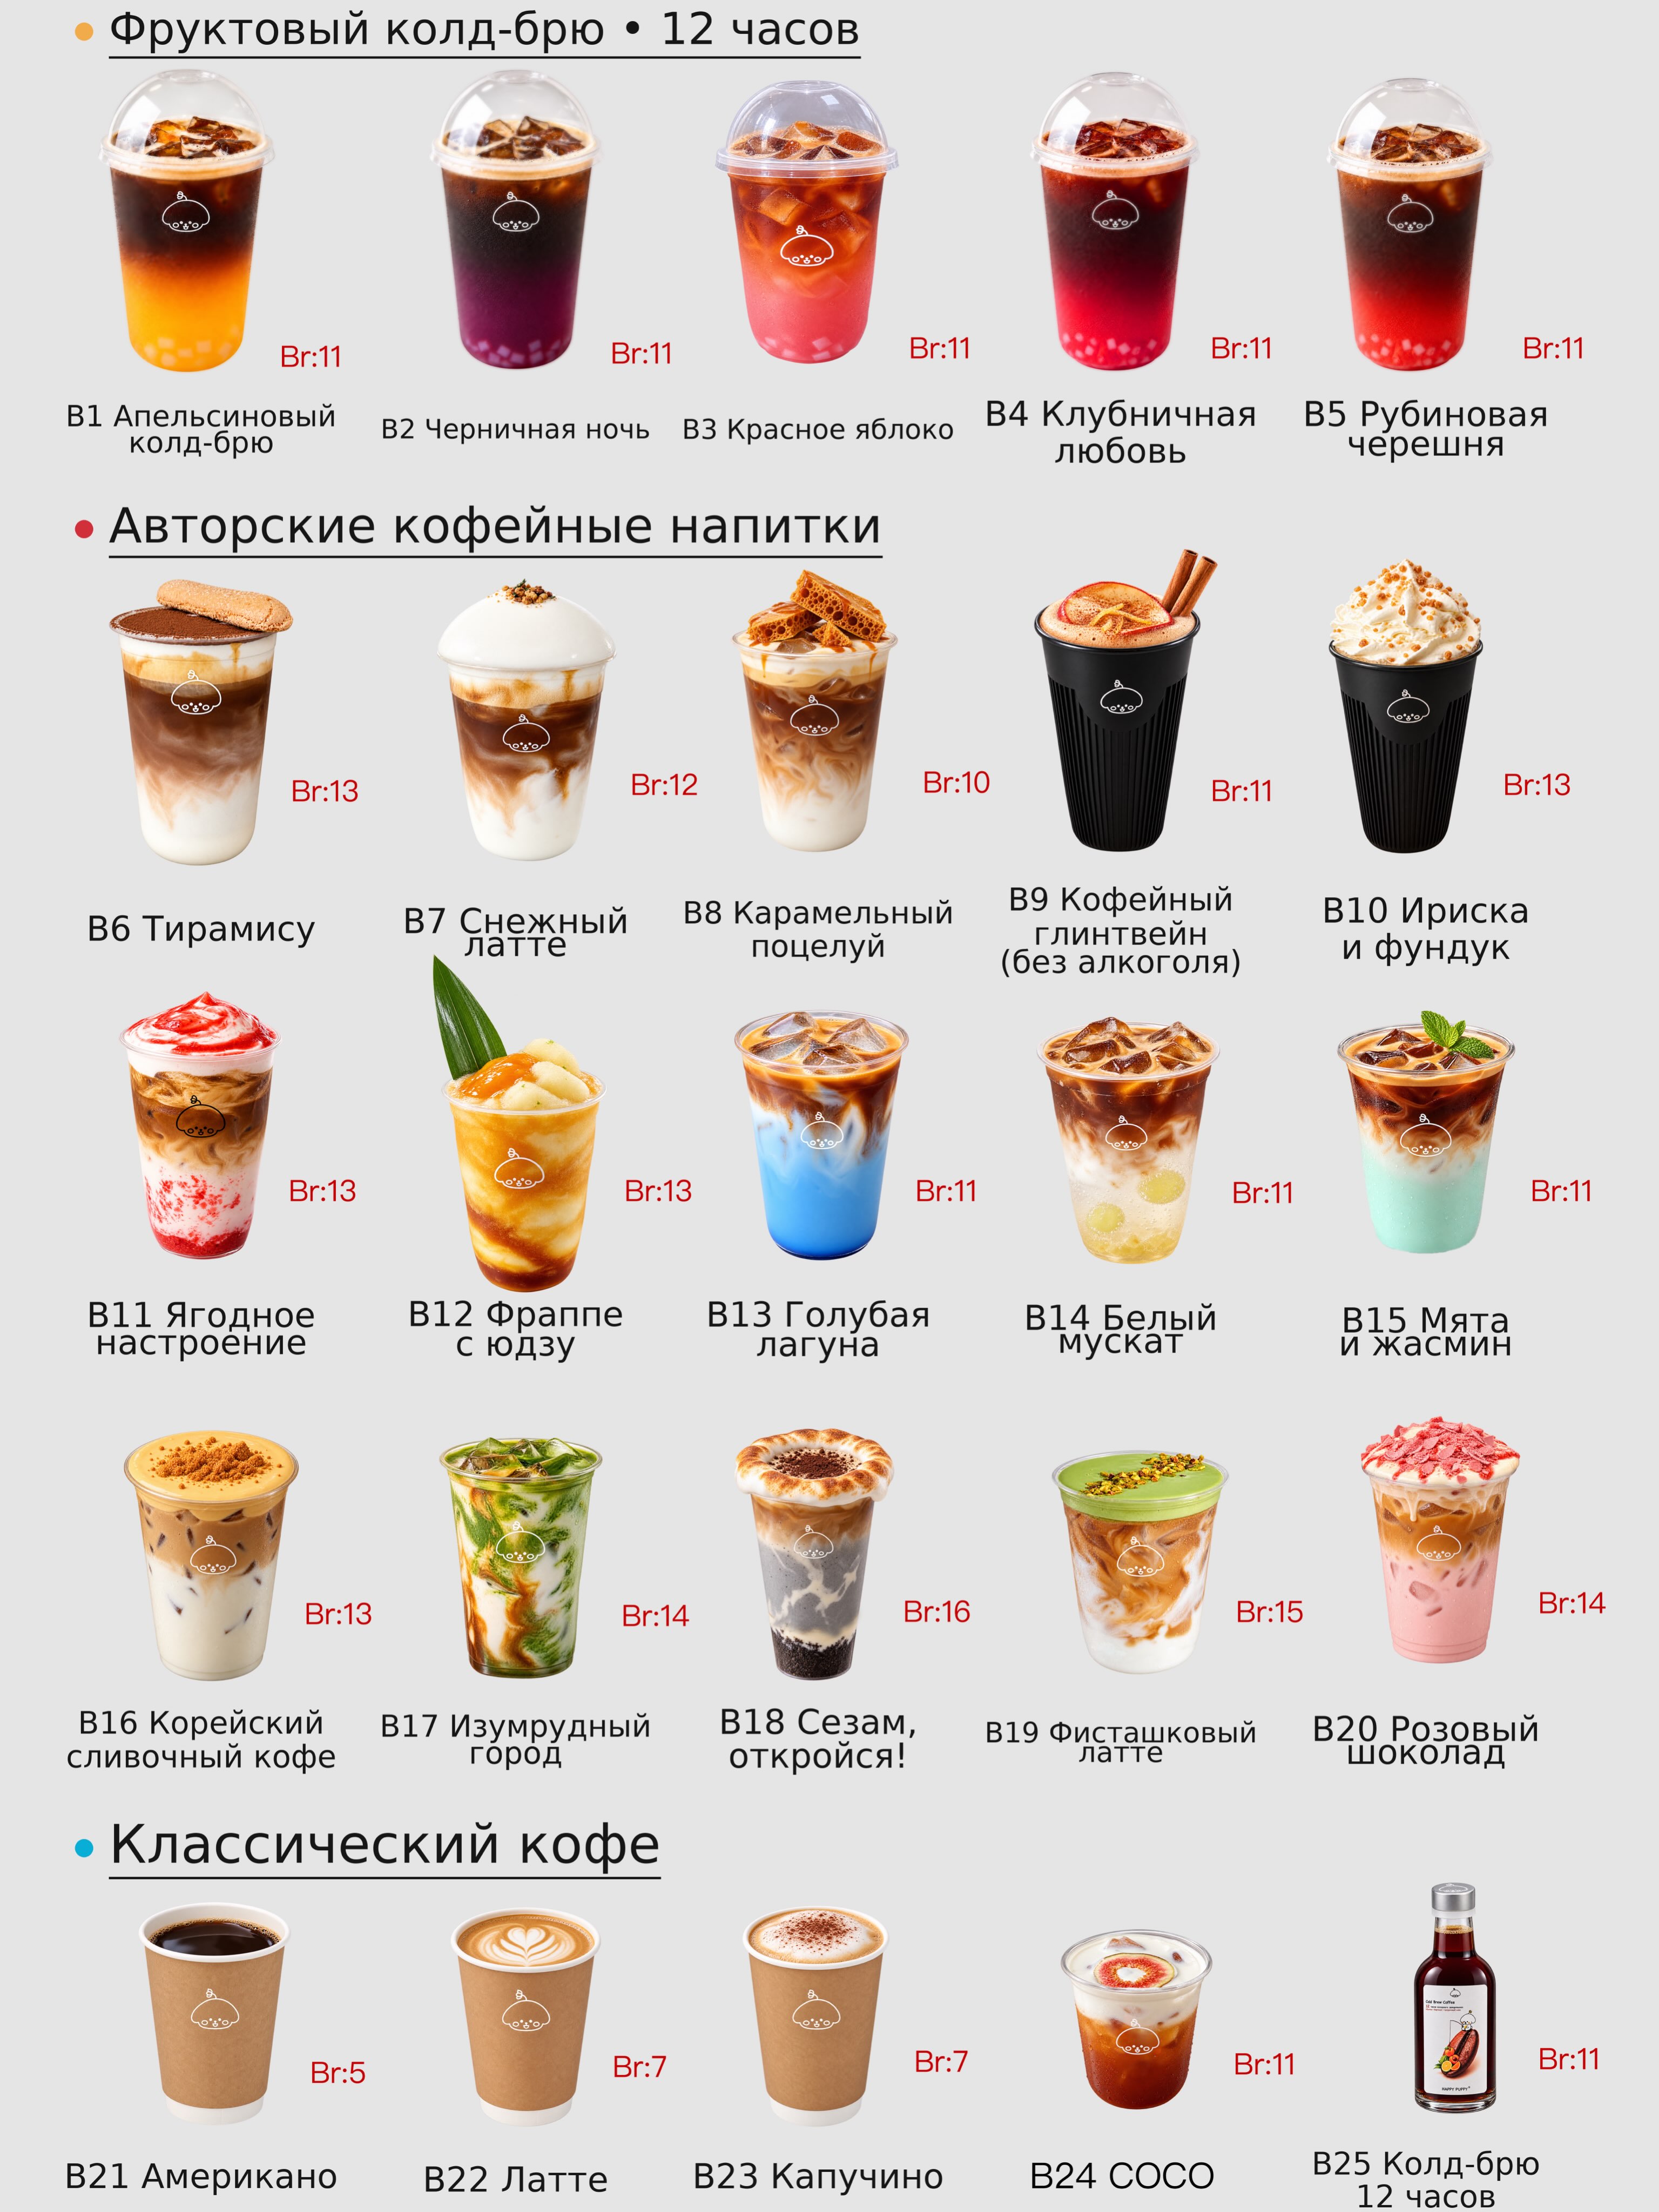 Фруктовый колд-брю • 12 часов
Br:11
Br:11
Br:11
Br:11
Br:11
B1 Апельсиновый
колд-брю
B2 Черничная ночь
B3 Красное яблоко
B4 Клубничная
любовь
B5 Рубиновая
черешня
Авторские кофейные напитки
Br:13
Br:12
Br:10
Br:11
Br:13
B6 Тирамису
B7 Снежный
латте
B8 Карамельный
поцелуй
B9 Кофейный
глинтвейн
(без алкоголя)
B10 Ириска
и фундук
Br:13
Br:13
Br:11
Br:11
Br:11
B11 Ягодное
настроение
B12 Фраппе
с юдзу
B13 Голубая
лагуна
B14 Белый
мускат
B15 Мята
и жасмин
Br:13
Br:14
Br:16
Br:15
Br:14
B16 Корейский
сливочный кофе
B17 Изумрудный
город
B18 Сезам,
откройся!
B19 Фисташковый
латте
B20 Розовый
шоколад
Классический кофе
Br:5
Br:7
Br:7
Br:11
Cold Brew Coffee
HAPPY PUPPY
Br:11
B21 Американо
B22 Латте
B23 Капучино
B24 COCO
B25 Колд-брю
12 часов